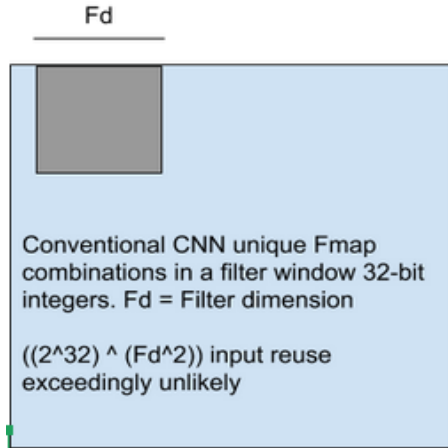 Fd
Conventional CNN unique Fmap
combinations in a filter window 32-bit
integers. Fd = Filter dimension
((2^32) ^ (Fd^2)) input reuse
exceedingly unlikely